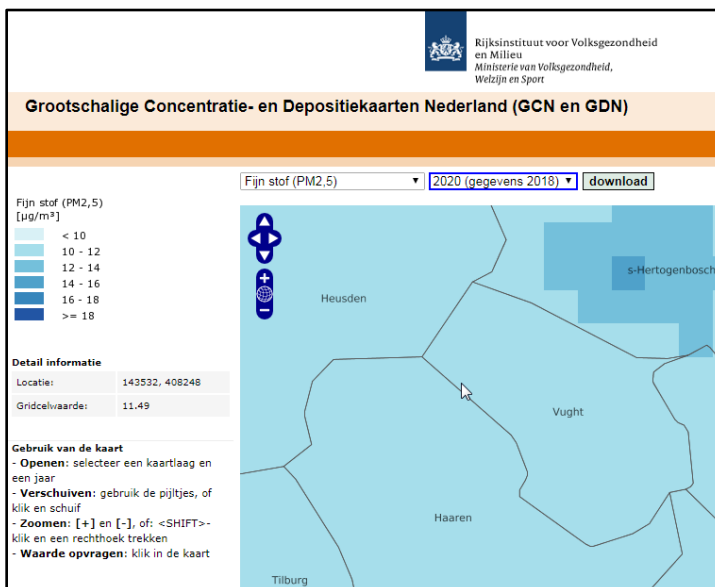 Rijksinstituut voor Volksgezondheid
en Milieu
Ministerie van Volksgezondheid,
Welzijn en Sport
Grootschalige Concentratie- en Depositiekaarten Nederland (GCN en GDN)
Fijn stof (PM2,5) 2020 (gegevens 2018) download
Fijn stof (PM2,5)
[µg/m³]
< 10
10 - 12
12 - 14
14 - 16
16 - 18
>= 18
Detail informatie
Locatie: 143532, 408248
Gridcelwaarde: 11.49
Gebruik van de kaart
- Openen: selecteer een kaartlaag en
een jaar
- Verschuiven: gebruik de pijltjes, of
klik en schuif
- Zoomen: [+] en [-], of: <SHIFT>-
klik en een rechthoek trekken
- Waarde opvragen: klik in de kaart
s-Hertogenbosch
Heusden
Vught
Haaren
Tilburg